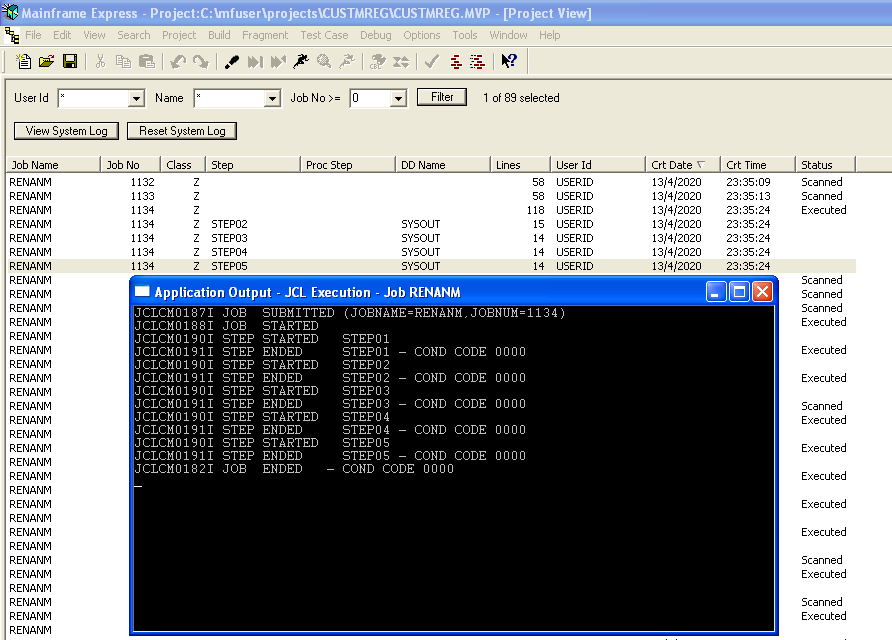 Mainframe Express - Project:C:\mfuser\projects\CUSTMREG\CUSTMREG.MVP - [Project View]
File Edit View Search Project Build Fragment Test Case Debug Options Tools Window Help
User Id * Name * Job No >= 0 Filter 1 of 89 selected
View System Log Reset System Log
Job Name Job No Class Step Proc Step DD Name Lines User Id Crt Date Crt Time Status
RENANM 1132 Z 58 USERID 13/4/2020 23:35:09 Scanned
RENANM 1133 Z 58 USERID 13/4/2020 23:35:13 Scanned
RENANM 1134 Z 118 USERID 13/4/2020 23:35:24 Executed
RENANM 1134 Z STEP02 SYSOUT 15 USERID 13/4/2020 23:35:24
RENANM 1134 Z STEP03 SYSOUT 14 USERID 13/4/2020 23:35:24
RENANM 1134 Z STEP04 SYSOUT 14 USERID 13/4/2020 23:35:24
RENANM 1134 Z STEP05 SYSOUT 14 USERID 13/4/2020 23:35:24
RENANM Scanned
RENANM Scanned
RENANM Scanned
RENANM Executed
RENANM
RENANM Executed
RENANM
RENANM Executed
RENANM
RENANM Scanned
RENANM Executed
RENANM
RENANM Executed
RENANM
RENANM Executed
RENANM
RENANM Executed
RENANM
RENANM Executed
RENANM
RENANM Scanned
RENANM Executed
RENANM
RENANM Scanned
RENANM Executed
RENANM
Application Output - JCL Execution - Job RENANM
JCLCM0187I JOB SUBMITTED (JOBNAME=RENANM,JOBNUM=1134)
JCLCM0188I JOB STARTED
JCLCM0190I STEP STARTED STEP01
JCLCM0191I STEP ENDED STEP01 - COND CODE 0000
JCLCM0190I STEP STARTED STEP02
JCLCM0191I STEP ENDED STEP02 - COND CODE 0000
JCLCM0190I STEP STARTED STEP03
JCLCM0191I STEP ENDED STEP03 - COND CODE 0000
JCLCM0190I STEP STARTED STEP04
JCLCM0191I STEP ENDED STEP04 - COND CODE 0000
JCLCM0190I STEP STARTED STEP05
JCLCM0191I STEP ENDED STEP05 - COND CODE 0000
JCLCM0182I JOB ENDED - COND CODE 0000